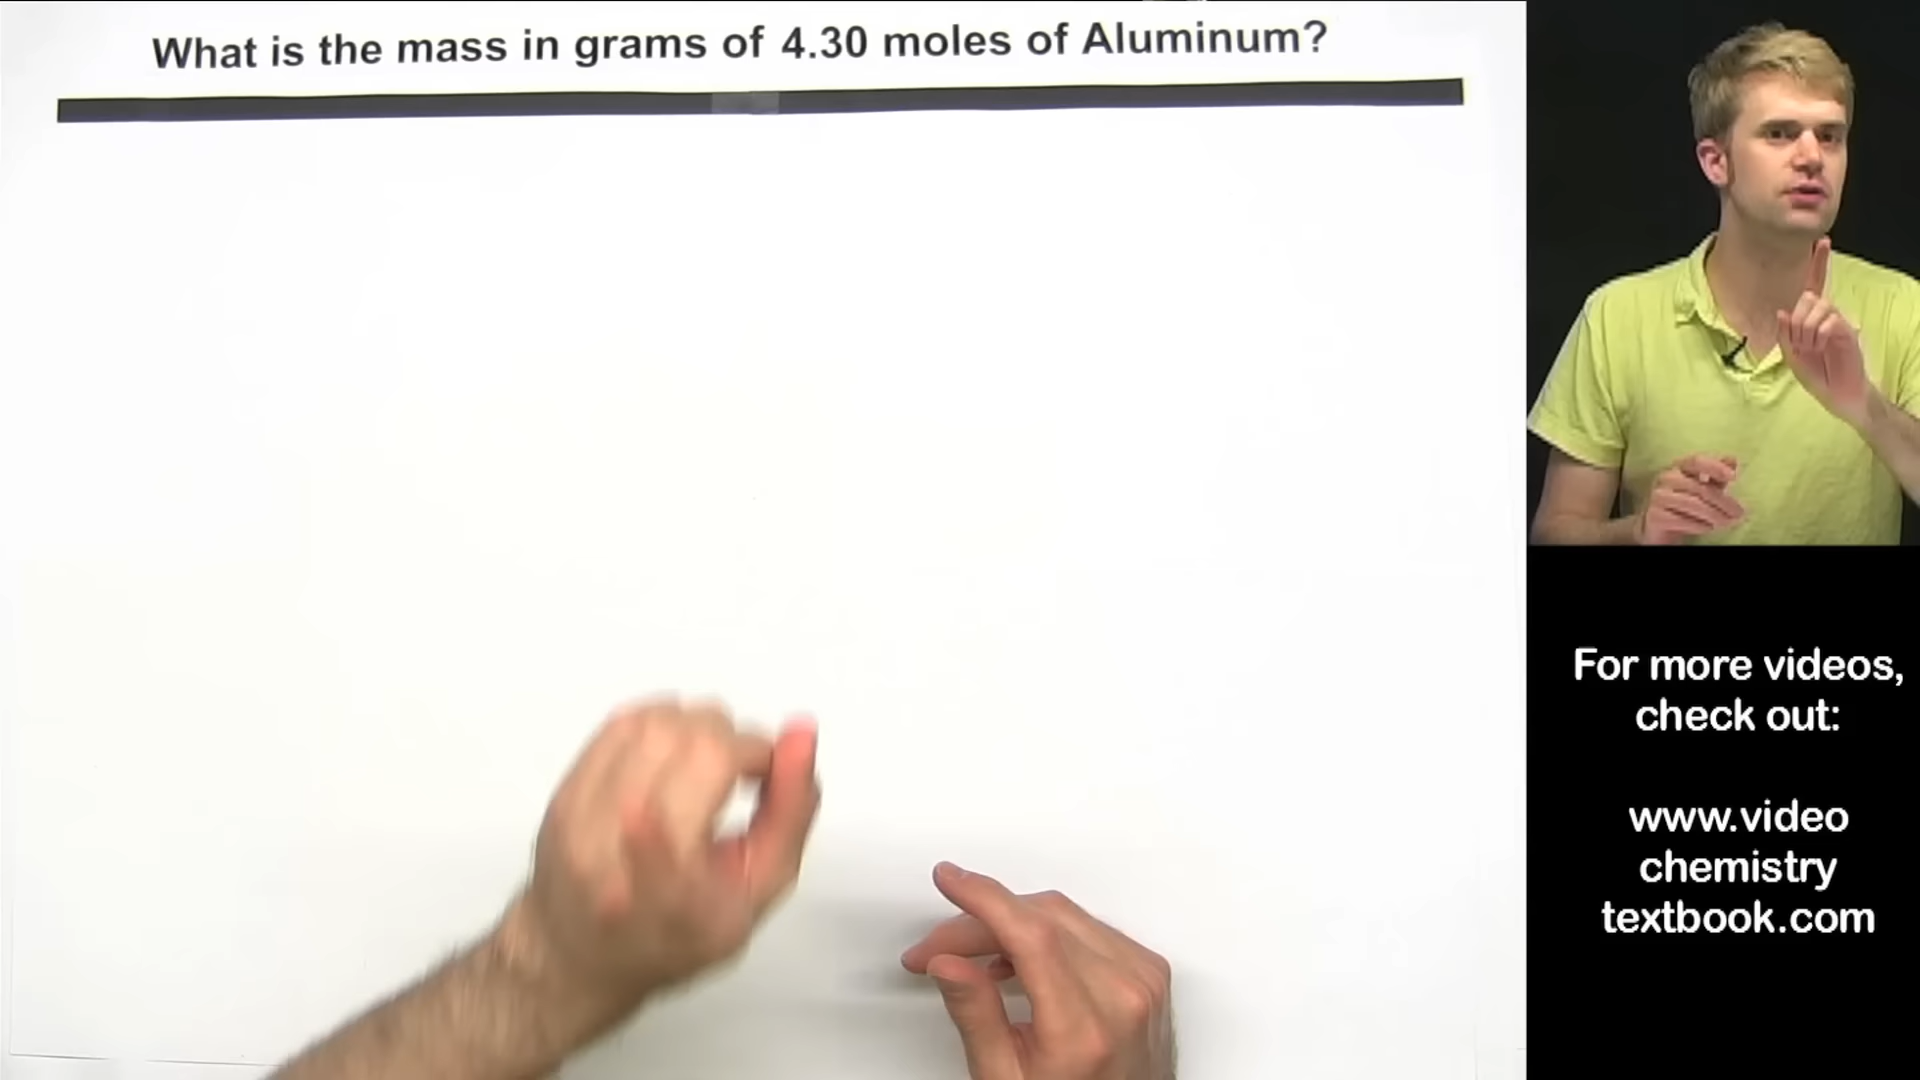 What is the mass in grams of 4.30 moles of Aluminum?
For more videos,
check out:
www.video
chemistry
textbook.com